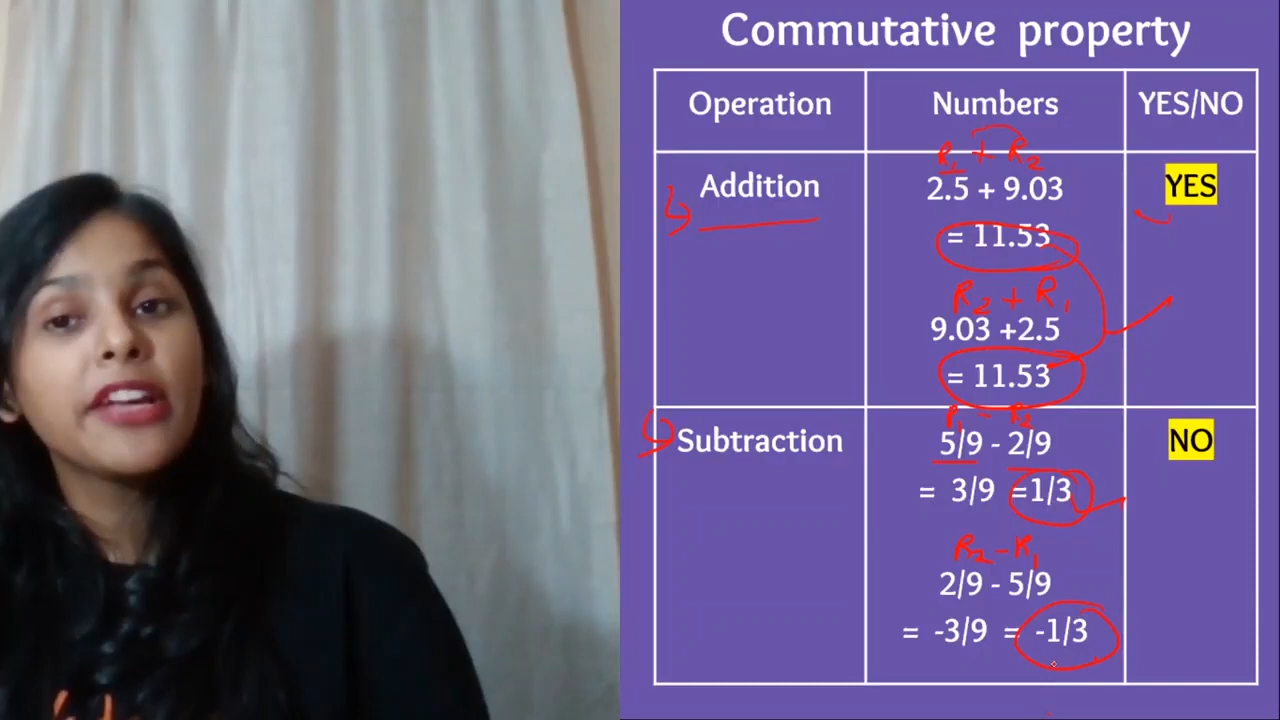 Commutative property
Operation Numbers YES/NO
R₁ + R₂
Addition 2.5 + 9.03 YES
= 11.53
R₂ + R₁
9.03 +2.5
= 11.53
R₁ - R₂
Subtraction 5/9 - 2/9 NO
= 3/9 =1/3
R₂ - R₁
2/9 - 5/9
= -3/9 = -1/3